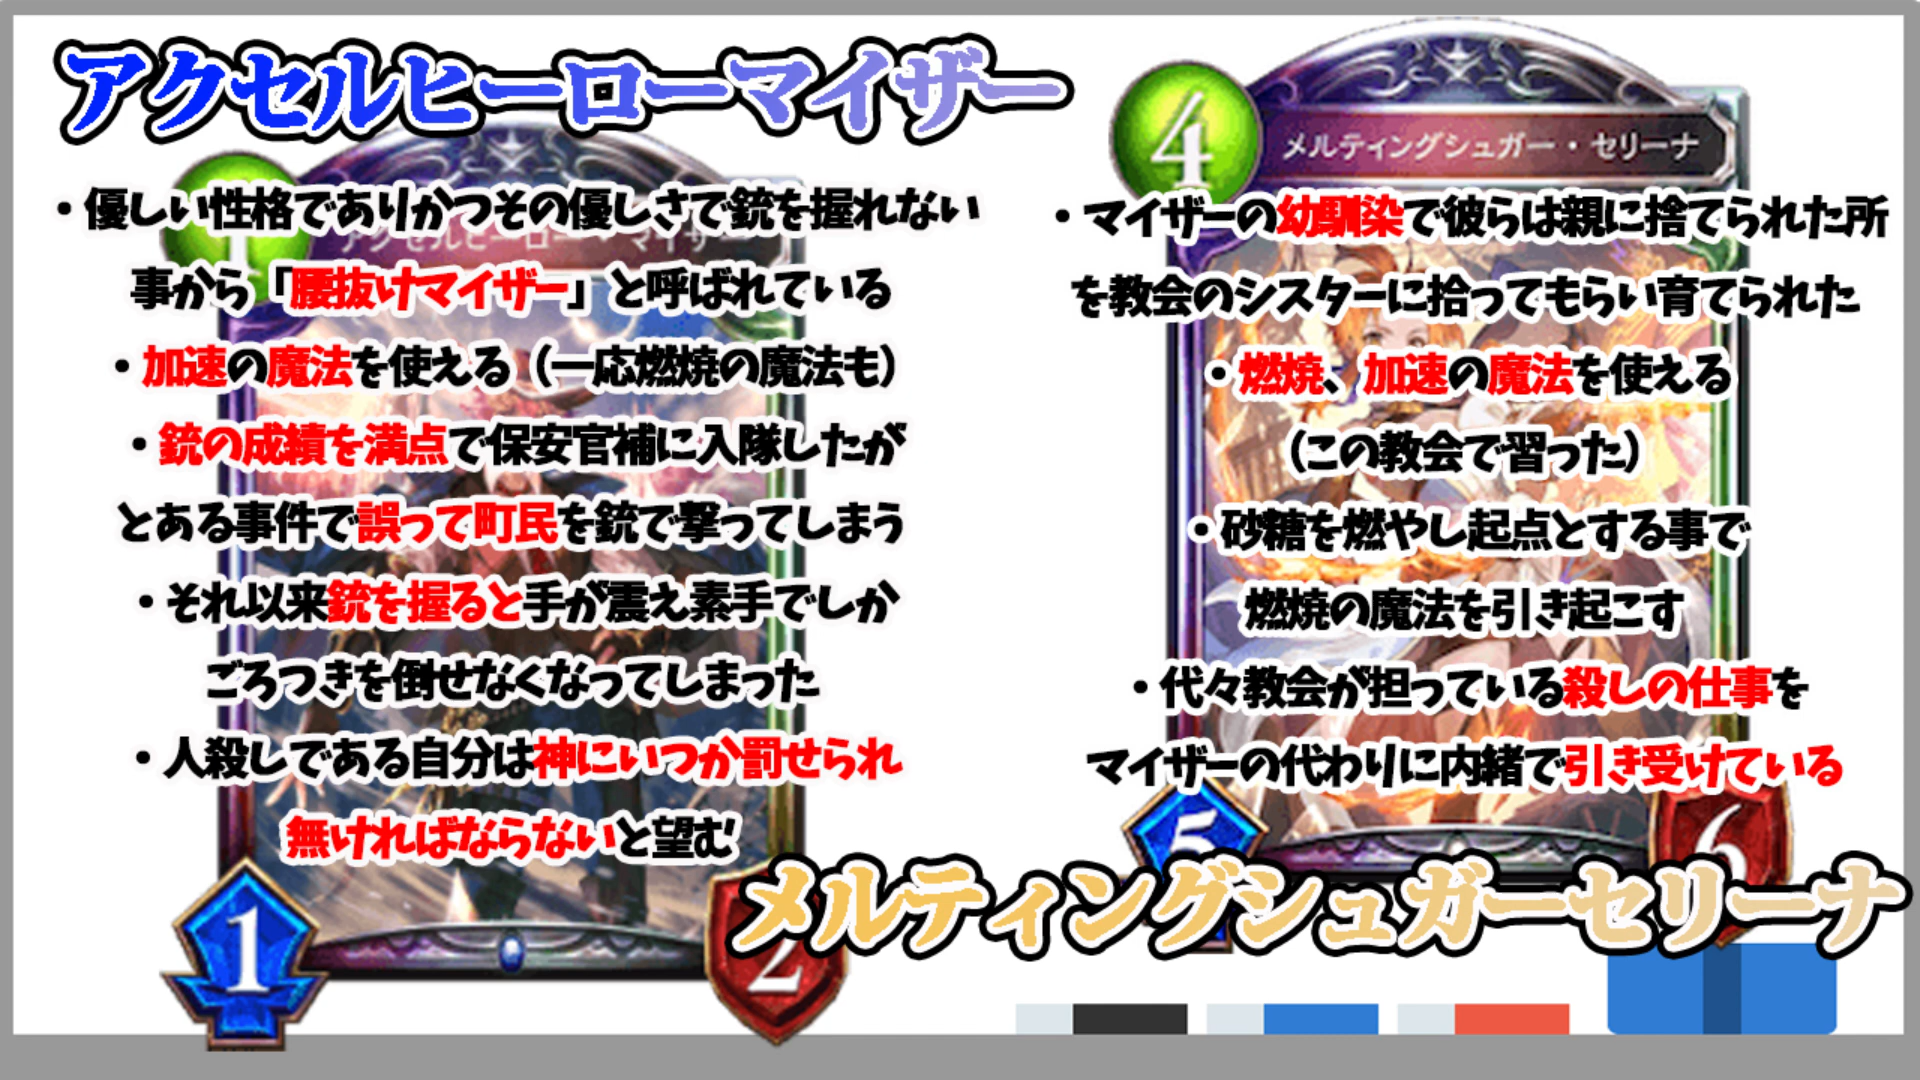 アクセルヒーローマイザー
・優しい性格でありかつその優しさで銃を握れない
事から「腰抜けマイザー」と呼ばれている
・加速の魔法を使える（一応燃焼の魔法も）
・銃の成績を満点で保安官補に入隊したが
とある事件で誤って町民を銃で撃ってしまう
・それ以来銃を握ると手が震え素手でしか
ごろつきを倒せなくなってしまった
・人殺しである自分は神にいつか罰せられ
無ければならないと望む
1
アクセルヒーロー・マイザー
1
2
4
メルティングシュガー・セリーナ
・マイザーの幼馴染で彼らは親に捨てられた所
を教会のシスターに拾ってもらい育てられた
・燃焼、加速の魔法を使える
（この教会で習った）
・砂糖を燃やし起点とする事で
燃焼の魔法を引き起こす
・代々教会が担っている殺しの仕事を
マイザーの代わりに内緒で引き受けている
5
6
メルティングシュガーセリーナ